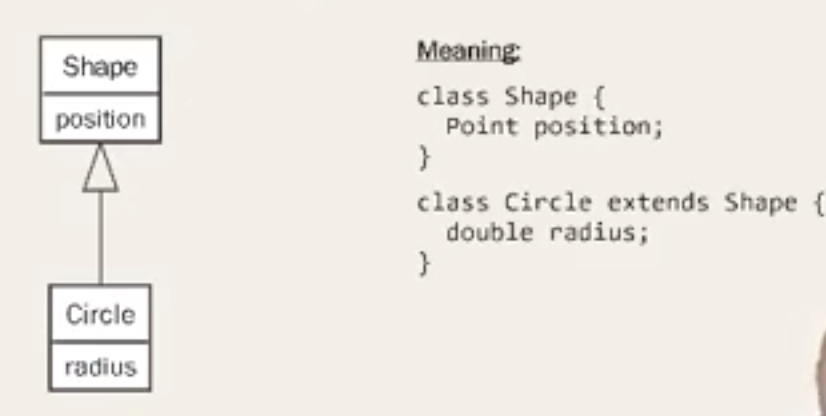 Shape
position
Circle
radius
Meaning:
class Shape {
  Point position;
}
class Circle extends Shape {
  double radius;
}